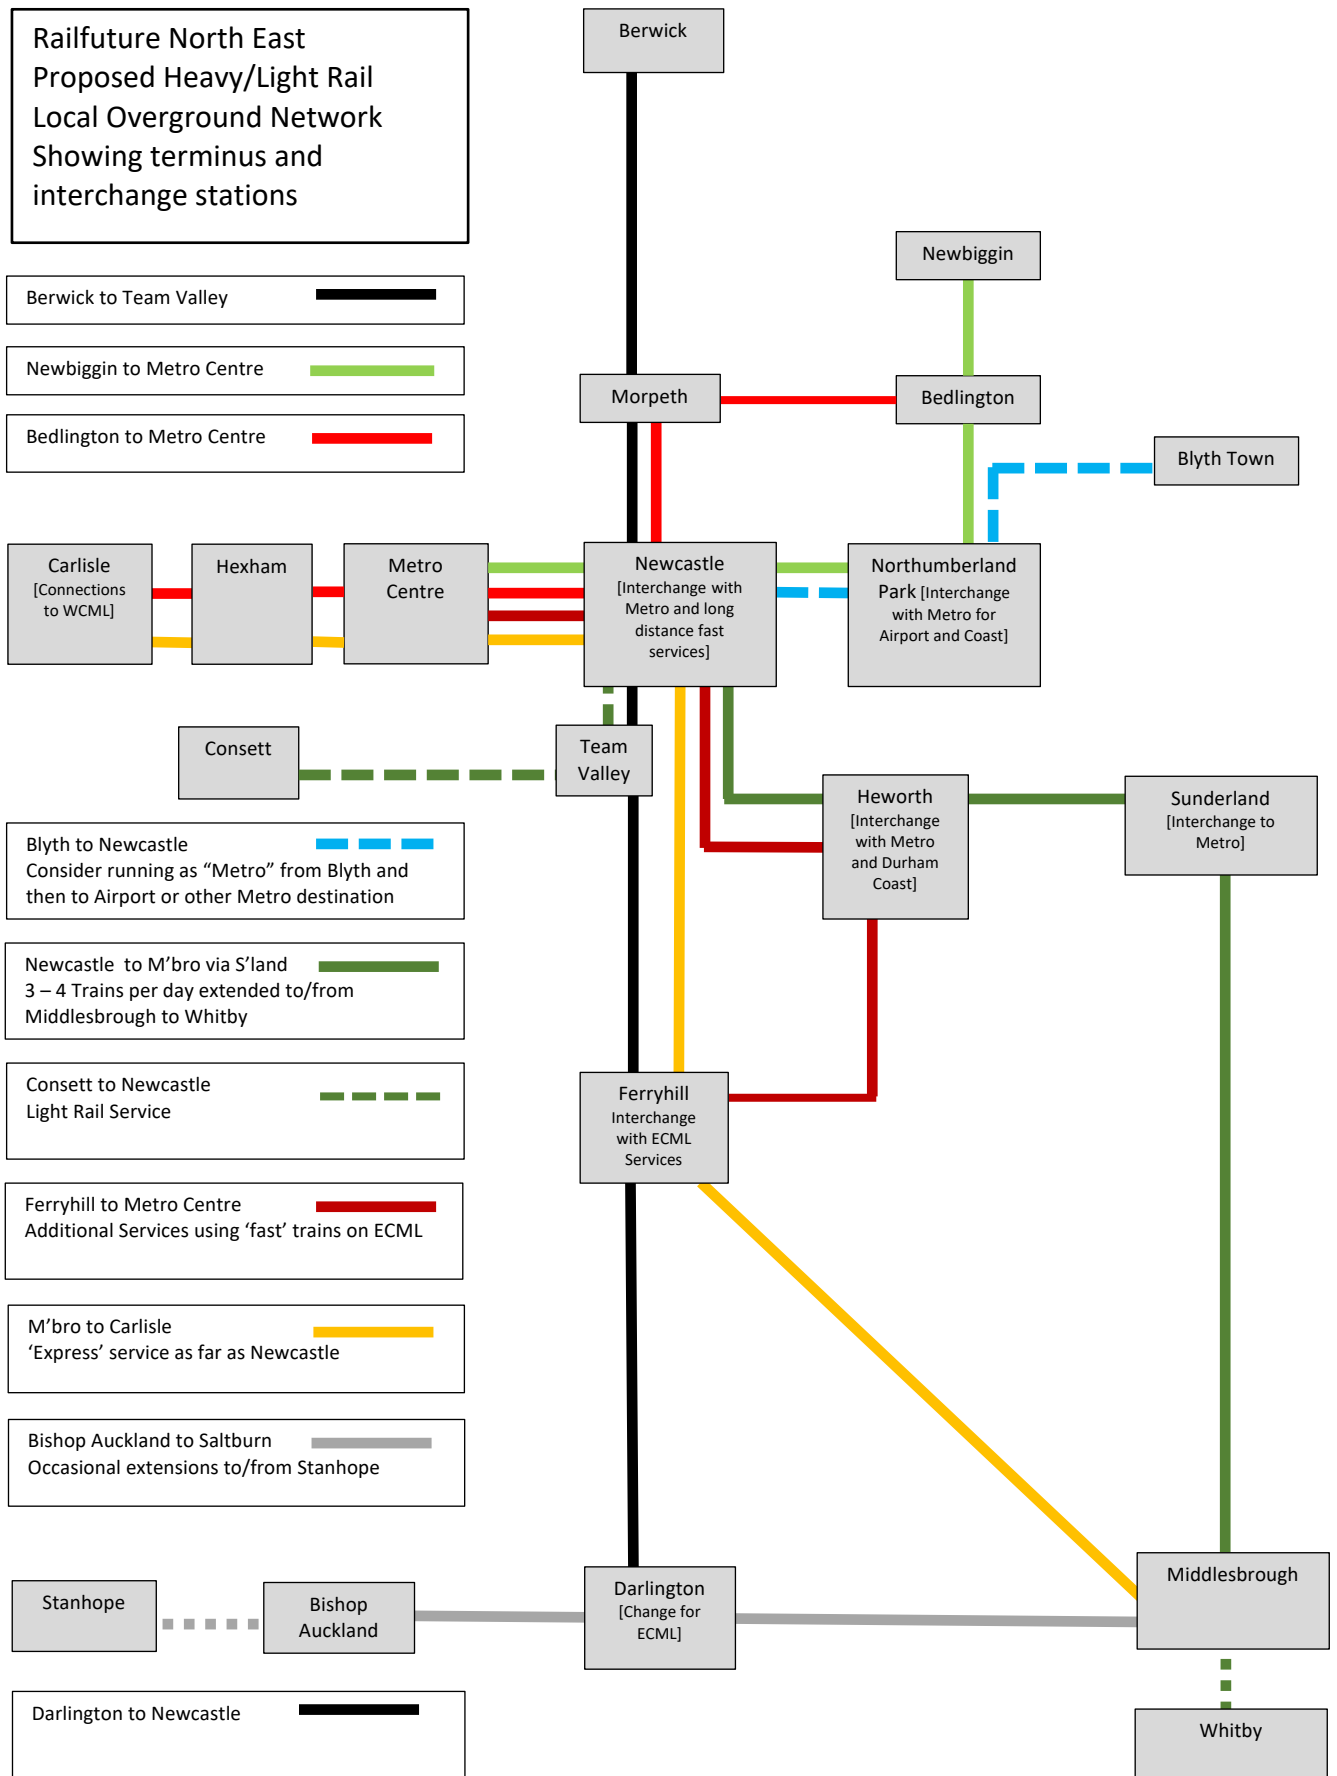 Railfuture North East
Proposed Heavy/Light Rail
Local Overground Network
Showing terminus and
interchange stations
Berwick
Newbiggin
Berwick to Team Valley
Newbiggin to Metro Centre
Bedlington to Metro Centre
Morpeth
Bedlington
Blyth Town
Carlisle
[Connections
to WCML]
Hexham
Metro
Centre
Newcastle
[Interchange with
Metro and long
distance fast
services]
Northumberland
Park [Interchange
with Metro for
Airport and Coast]
Consett
Team
Valley
Heworth
[Interchange
with Metro
and Durham
Coast]
Sunderland
[Interchange to
Metro]
Blyth to Newcastle
Consider running as “Metro” from Blyth and
then to Airport or other Metro destination
Newcastle to M’bro via S’land
3 – 4 Trains per day extended to/from
Middlesbrough to Whitby
Consett to Newcastle
Light Rail Service
Ferryhill
Interchange
with ECML
Services
Ferryhill to Metro Centre
Additional Services using ‘fast’ trains on ECML
M’bro to Carlisle
‘Express’ service as far as Newcastle
Bishop Auckland to Saltburn
Occasional extensions to/from Stanhope
Stanhope
Bishop
Auckland
Darlington
[Change for
ECML]
Middlesbrough
Darlington to Newcastle
Whitby